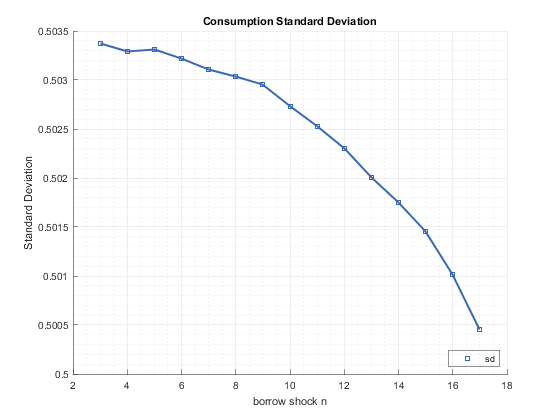 Consumption Standard Deviation
0.5035
0.503
0.5025
0.502
0.5015
0.501
0.5005
0.5
Standard Deviation
2 4 6 8 10 12 14 16 18
borrow shock n
sd